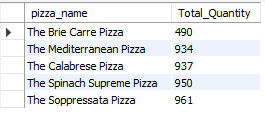 pizza_name Total_Quantity
The Brie Carre Pizza 490
The Mediterranean Pizza 934
The Calabrese Pizza 937
The Spinach Supreme Pizza 950
The Soppressata Pizza 961